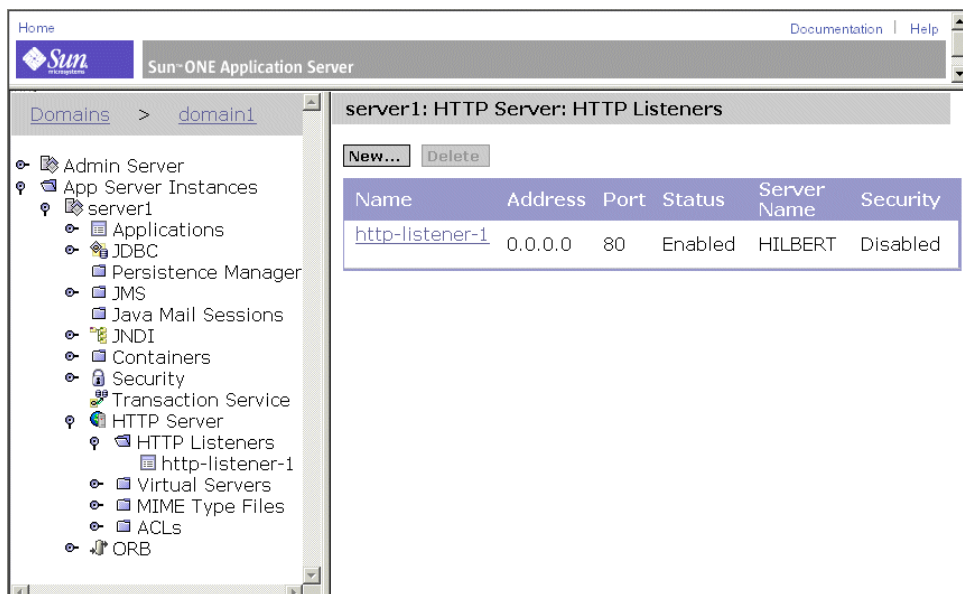 Home
Documentation | Help
Sun
microsystems
Sun™ ONE Application Server
Domains > domain1
Admin Server
App Server Instances
server1
Applications
JDBC
Persistence Manager
JMS
Java Mail Sessions
JNDI
Containers
Security
Transaction Service
HTTP Server
HTTP Listeners
http-listener-1
Virtual Servers
MIME Type Files
ACLs
ORB
server1: HTTP Server: HTTP Listeners
New... Delete
Name Address Port Status Server Name Security
http-listener-1 0.0.0.0 80 Enabled HILBERT Disabled